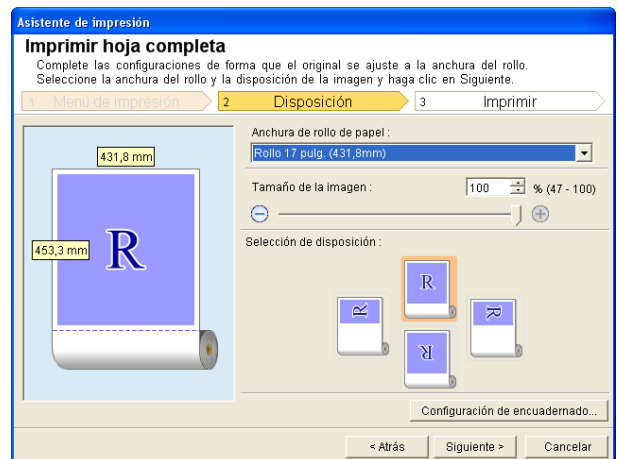 Asistente de impresión
Imprimir hoja completa
Complete las configuraciones de forma que el original se ajuste a la anchura del rollo.
Seleccione la anchura del rollo y la disposición de la imagen y haga clic en Siguiente.
1 Menú de impresión 2 Disposición 3 Imprimir
Anchura de rollo de papel :
Rollo 17 pulg. (431,8mm)
431,8 mm
Tamaño de la imagen : 100 % (47 - 100)
453,3 mm
R
Selección de disposición :
R
R
R
R
Configuración de encuadernado...
< Atrás Siguiente > Cancelar